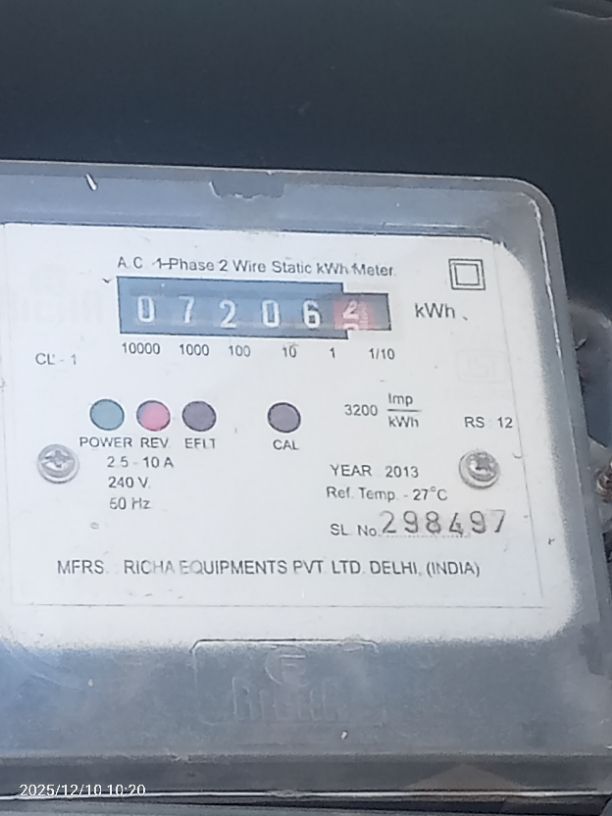 A.C. 1-Phase 2 Wire Static kWh Meter
0 7 2 0 6 2 kWh
10000 1000 100 10 1 1/10
CL - 1
3200 Imp/kWh
RS 12
POWER REV. EFLT CAL
2.5 - 10 A
240 V.
50 Hz
YEAR 2013
Ref. Temp. - 27°C
SL. No. 298497
MFRS. RICHA EQUIPMENTS PVT. LTD. DELHI, (INDIA)
2025/12/10 10:20